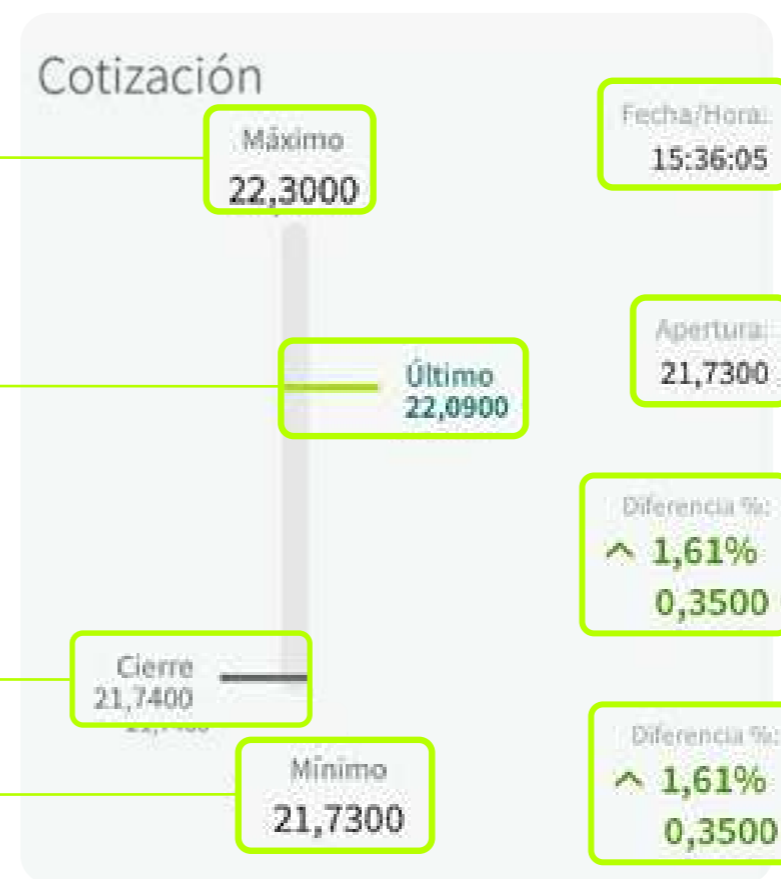 Cotización
Máximo
22,3000
Fecha/Hora:
15:36:05
Último
22,0900
Apertura:
21,7300
Diferencia %:
1,61%
0,3500
Cierre
21,7400
Mínimo
21,7300
Diferencia %:
1,61%
0,3500